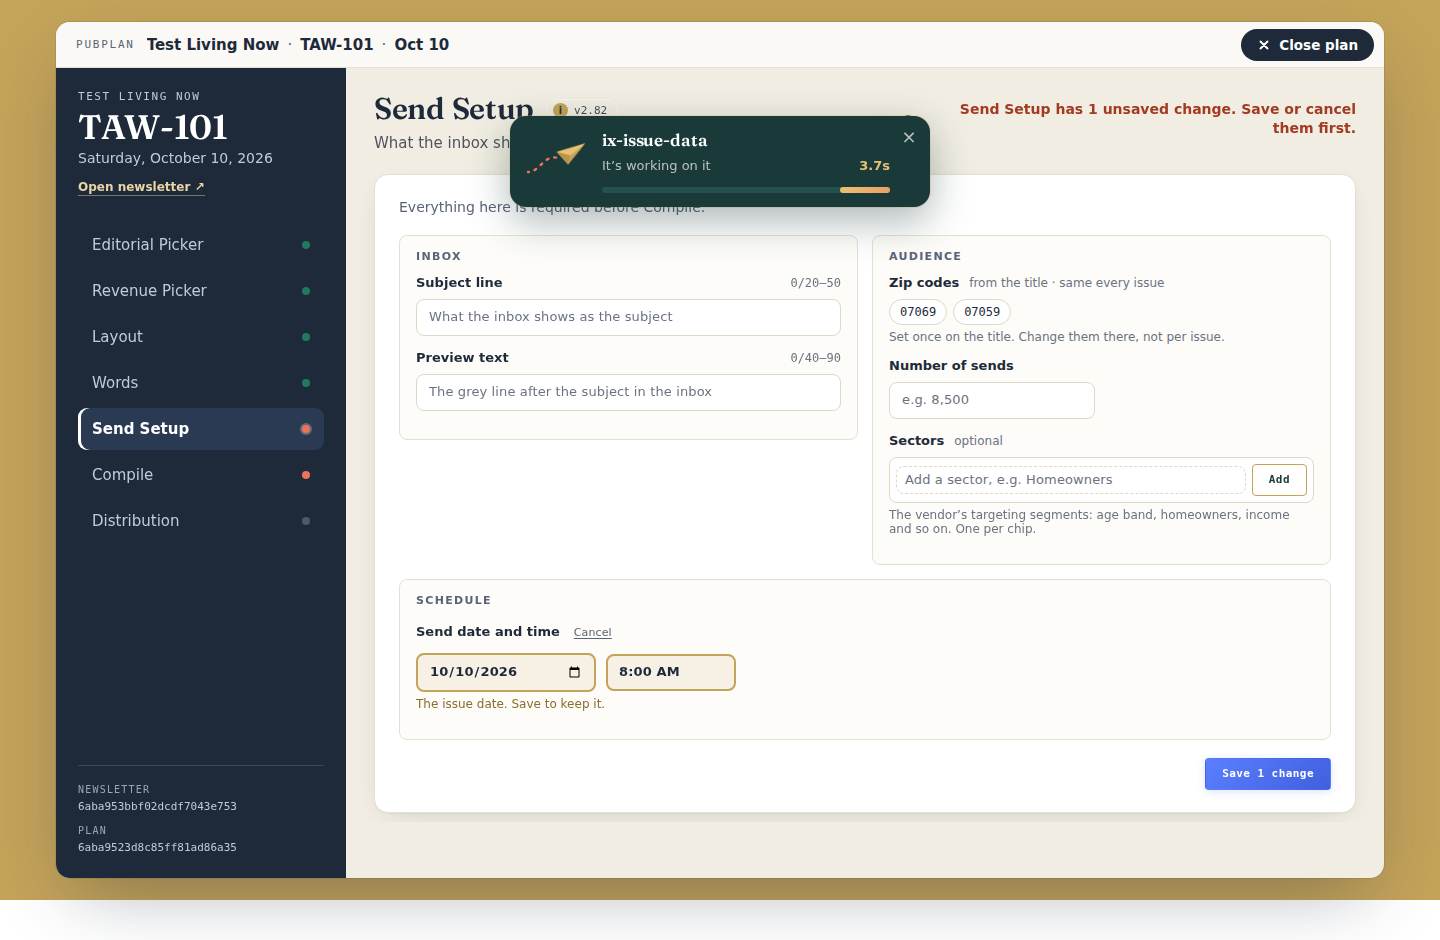 PUBPLAN Test Living Now · TAW-101 · Oct 10
✕ Close plan
TEST LIVING NOW
TAW-101
Saturday, October 10, 2026
Open newsletter ↗
Editorial Picker
Revenue Picker
Layout
Words
Send Setup
Compile
Distribution
NEWSLETTER
6aba953bbf02dcdf7043e753
PLAN
6aba9523d8c85ff81ad86a35
Send Setup i v2.82
What the inbox sh
Send Setup has 1 unsaved change. Save or cancel
them first.
ix-issue-data
It’s working on it 3.7s
Everything here is required before Compile.
INBOX
Subject line 0/20–50
What the inbox shows as the subject
Preview text 0/40–90
The grey line after the subject in the inbox
AUDIENCE
Zip codes from the title · same every issue
07069 07059
Set once on the title. Change them there, not per issue.
Number of sends
e.g. 8,500
Sectors optional
Add a sector, e.g. Homeowners Add
The vendor’s targeting segments: age band, homeowners, income
and so on. One per chip.
SCHEDULE
Send date and time Cancel
10/10/2026 8:00 AM
The issue date. Save to keep it.
Save 1 change